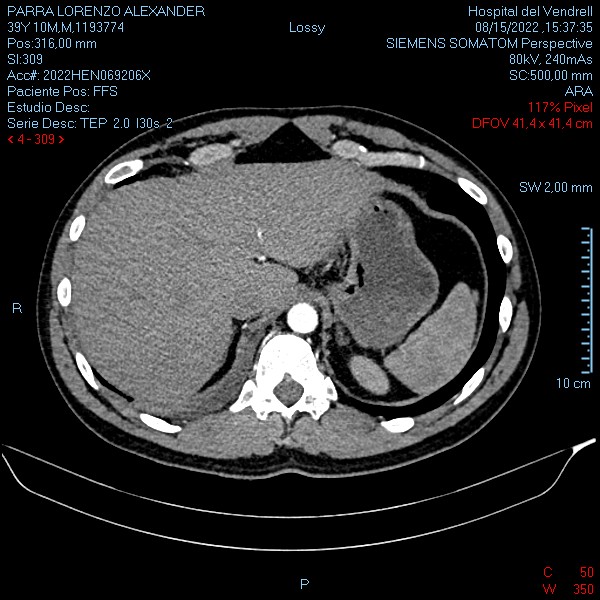 PARRA LORENZO ALEXANDER
39Y 10M,M,1193774
Pos:316,00 mm
SI:309
Acc#: 2022HEN069206X
Paciente Pos: FFS
Estudio Desc:
Serie Desc: TEP 2.0 I30s 2
< 4 - 309 >
Lossy
Hospital del Vendrell
08/15/2022 ,15:37:35
SIEMENS SOMATOM Perspective
80kV, 240mAs
SC:500,00 mm
ARA
117% Pixel
DFOV 41,4 x 41,4 cm
SW 2,00 mm
R
10 cm
P
C 50
W 350